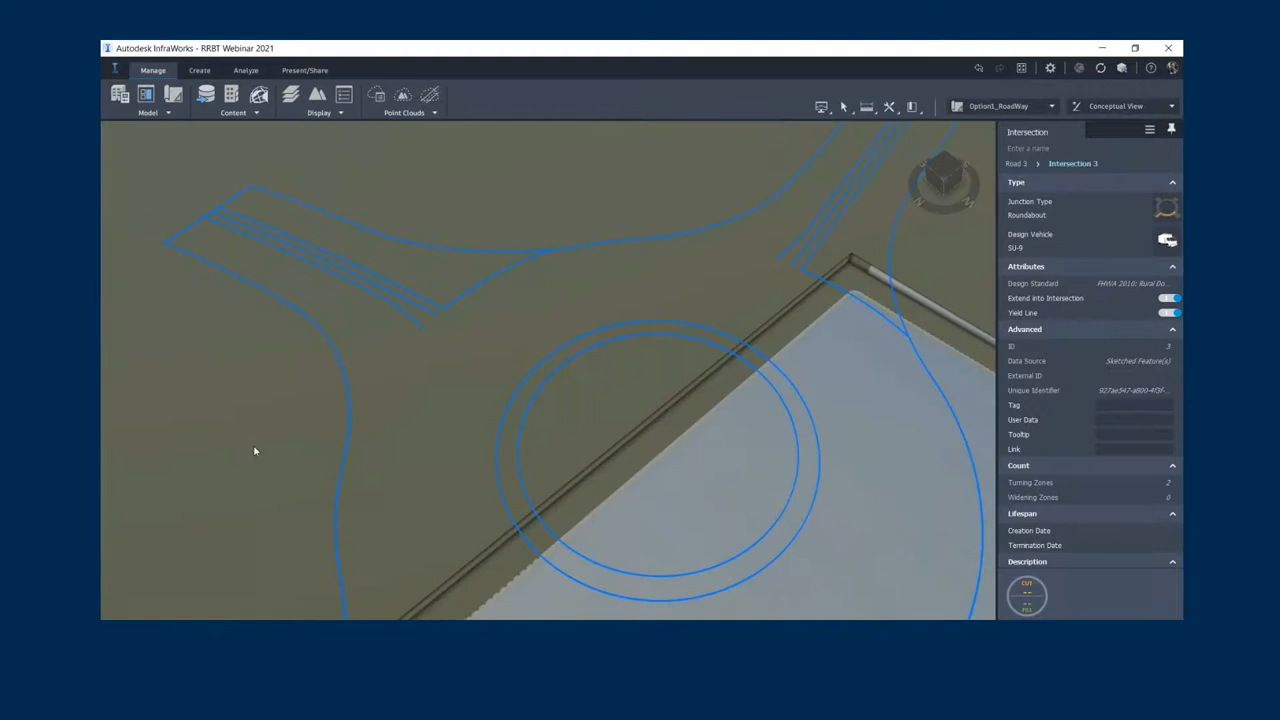 Autodesk InfraWorks - RRBT Webinar 2021
Manage Create Analyze Present/Share
Model Content Display Point Clouds
Option1_RoadWay Conceptual View
Intersection
Enter a name
Road 3 > Intersection 3
Type
Junction Type
Roundabout
Design Vehicle
SU-9
Attributes
Design Standard FHWA 2010: Rural Do...
Extend into Intersection
Yield Line
Advanced
ID 3
Data Source Sketched Feature(s)
External ID
Unique Identifier 927ae547-a800-4f3f-...
Tag
User Data
Tooltip
Link
Count
Turning Zones 2
Widening Zones 0
Lifespan
Creation Date
Termination Date
Description
CUT
--
--
FILL